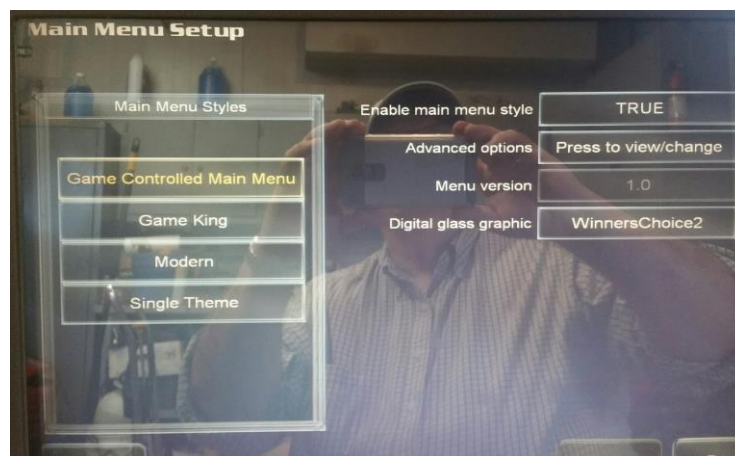 Main Menu Setup
Main Menu Styles
Game Controlled Main Menu
Game King
Modern
Single Theme
Enable main menu style TRUE
Advanced options Press to view/change
Menu version 1.0
Digital glass graphic WinnersChoice2